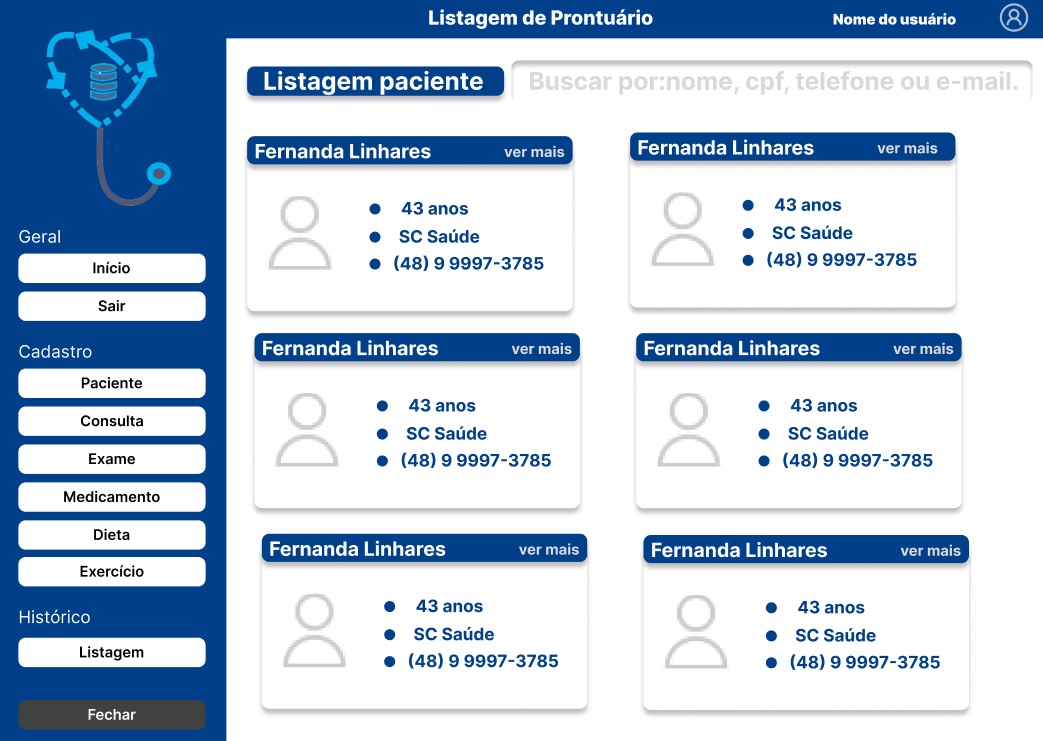 Listagem de Prontuário
Nome do usuário
Geral
Início
Sair
Cadastro
Paciente
Consulta
Exame
Medicamento
Dieta
Exercício
Histórico
Listagem
Fechar
Listagem paciente
Buscar por:nome, cpf, telefone ou e-mail.
Fernanda Linhares ver mais
43 anos
SC Saúde
(48) 9 9997-3785
Fernanda Linhares ver mais
43 anos
SC Saúde
(48) 9 9997-3785
Fernanda Linhares ver mais
43 anos
SC Saúde
(48) 9 9997-3785
Fernanda Linhares ver mais
43 anos
SC Saúde
(48) 9 9997-3785
Fernanda Linhares ver mais
43 anos
SC Saúde
(48) 9 9997-3785
Fernanda Linhares ver mais
43 anos
SC Saúde
(48) 9 9997-3785